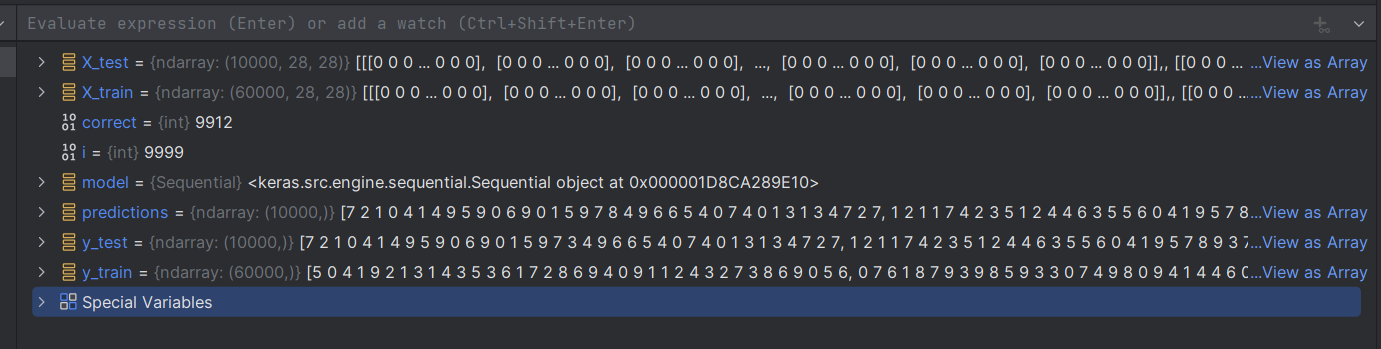 Evaluate expression (Enter) or add a watch (Ctrl+Shift+Enter)
X_test = {ndarray: (10000, 28, 28)} [[[0 0 0 ... 0 0 0], [0 0 0 ... 0 0 0], [0 0 0 ... 0 0 0], ..., [0 0 0 ... 0 0 0], [0 0 0 ... 0 0 0], [0 0 0 ... 0 0 0]],, [[0 0 0 ... ...View as Array
X_train = {ndarray: (60000, 28, 28)} [[[0 0 0 ... 0 0 0], [0 0 0 ... 0 0 0], [0 0 0 ... 0 0 0], ..., [0 0 0 ... 0 0 0], [0 0 0 ... 0 0 0], [0 0 0 ... 0 0 0]],, [[0 0 0 ... ...View as Array
correct = {int} 9912
i = {int} 9999
model = {Sequential} <keras.src.engine.sequential.Sequential object at 0x000001D8CA289E10>
predictions = {ndarray: (10000,)} [7 2 1 0 4 1 4 9 5 9 0 6 9 0 1 5 9 7 8 4 9 6 6 5 4 0 7 4 0 1 3 1 3 4 7 2 7, 1 2 1 1 7 4 2 3 5 1 2 4 4 6 3 5 5 6 0 4 1 9 5 7 8 ...View as Array
y_test = {ndarray: (10000,)} [7 2 1 0 4 1 4 9 5 9 0 6 9 0 1 5 9 7 3 4 9 6 6 5 4 0 7 4 0 1 3 1 3 4 7 2 7, 1 2 1 1 7 4 2 3 5 1 2 4 4 6 3 5 5 6 0 4 1 9 5 7 8 9 3 7 ...View as Array
y_train = {ndarray: (60000,)} [5 0 4 1 9 2 1 3 1 4 3 5 3 6 1 7 2 8 6 9 4 0 9 1 1 2 4 3 2 7 3 8 6 9 0 5 6, 0 7 6 1 8 7 9 3 9 8 5 9 3 3 0 7 4 9 8 0 9 4 1 4 4 6 0 ...View as Array
Special Variables